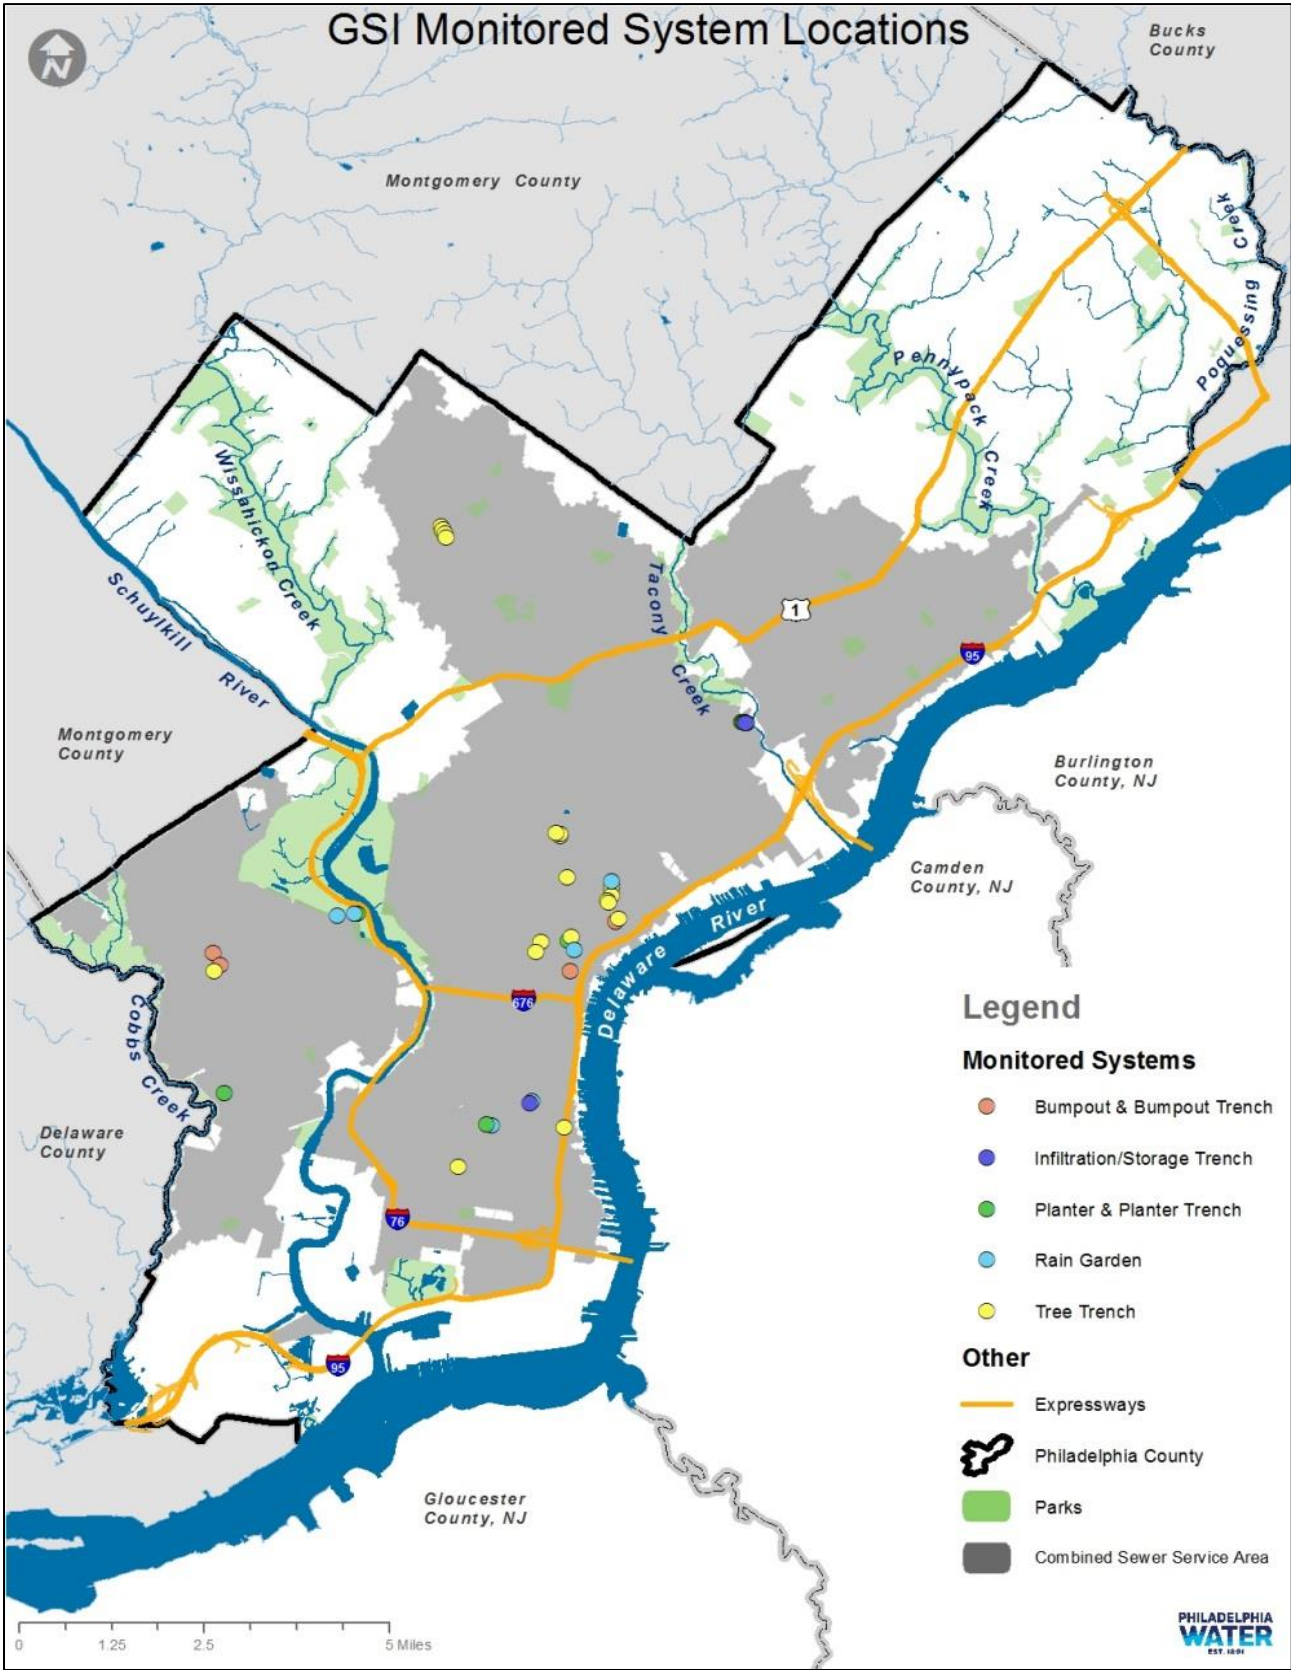 GSI Monitored System Locations
N
Bucks
County
Montgomery County
Creek
Poquessing
Pennypack
Creek
Wissahickon Creek
Schuylkill
River
Tacony
Creek
1
95
Montgomery
County
Burlington
County, NJ
Camden
County, NJ
Delaware
River
676
Cobbs
Creek
Delaware
County
76
95
Gloucester
County, NJ
Legend
Monitored Systems
Bumpout & Bumpout Trench
Infiltration/Storage Trench
Planter & Planter Trench
Rain Garden
Tree Trench
Other
Expressways
Philadelphia County
Parks
Combined Sewer Service Area
0 1.25 2.5 5 Miles
PHILADELPHIA
WATER
EST. 1801